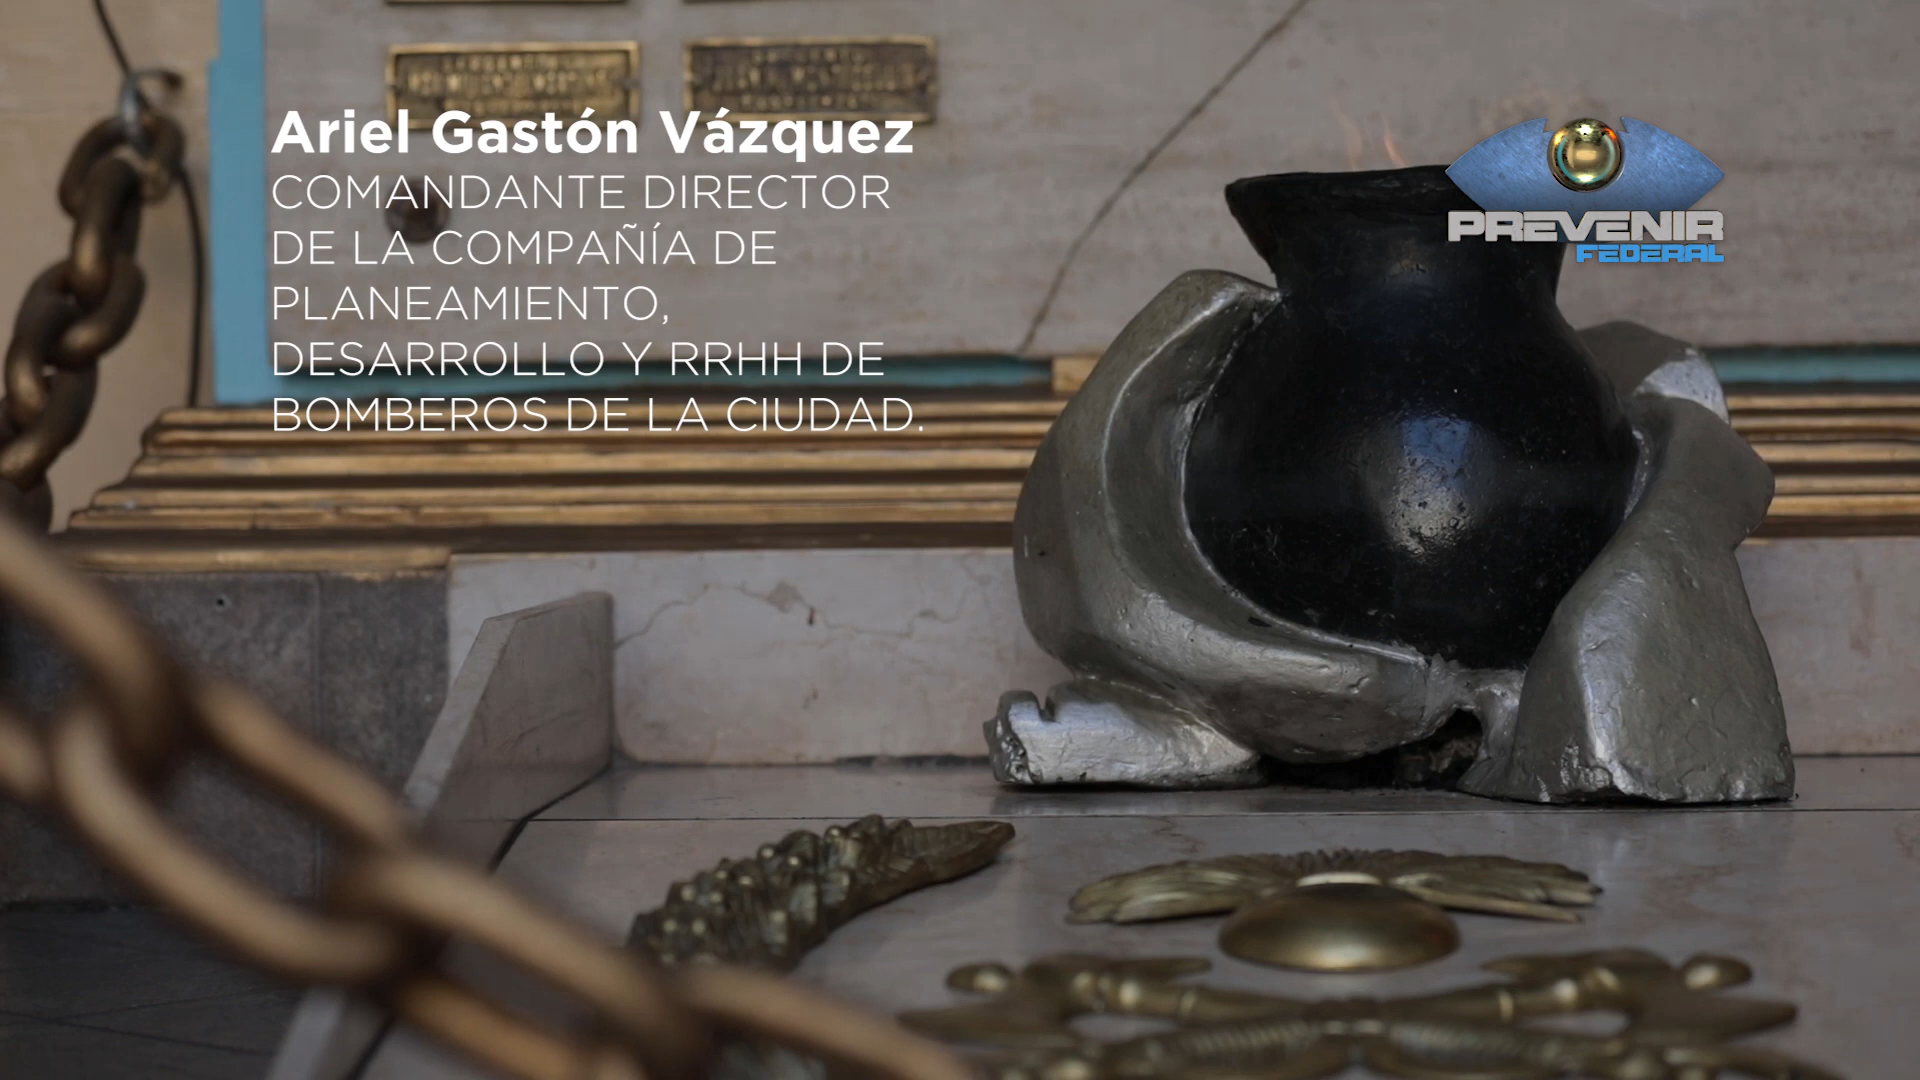 Ariel Gastón Vázquez
COMANDANTE DIRECTOR
DE LA COMPAÑÍA DE
PLANEAMIENTO,
DESARROLLO Y RRHH DE
BOMBEROS DE LA CIUDAD.
PREVENIR
FEDERAL